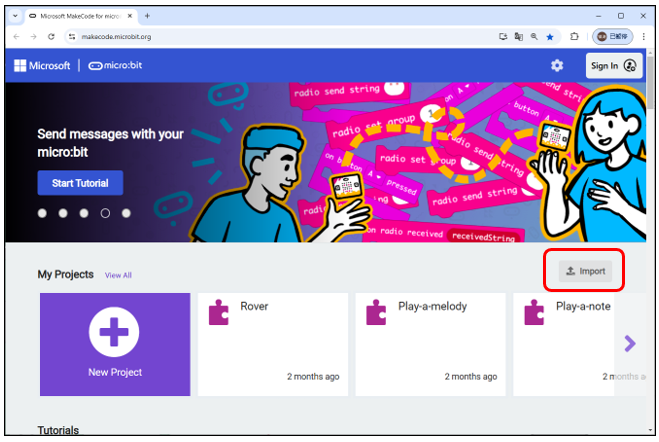 Microsoft MakeCode for micro:
makecode.microbit.org
已暫停
Microsoft
micro:bit
Sign In
Send messages with your
micro:bit
Start Tutorial
radio send string
radio set group 1
radio send string
on button A pressed
radio set group
radio send string
button A
on radio received receivedString
My Projects
View All
Import
New Project
Rover
2 months ago
Play-a-melody
2 months ago
Play-a-note
2 months a
Tutorials